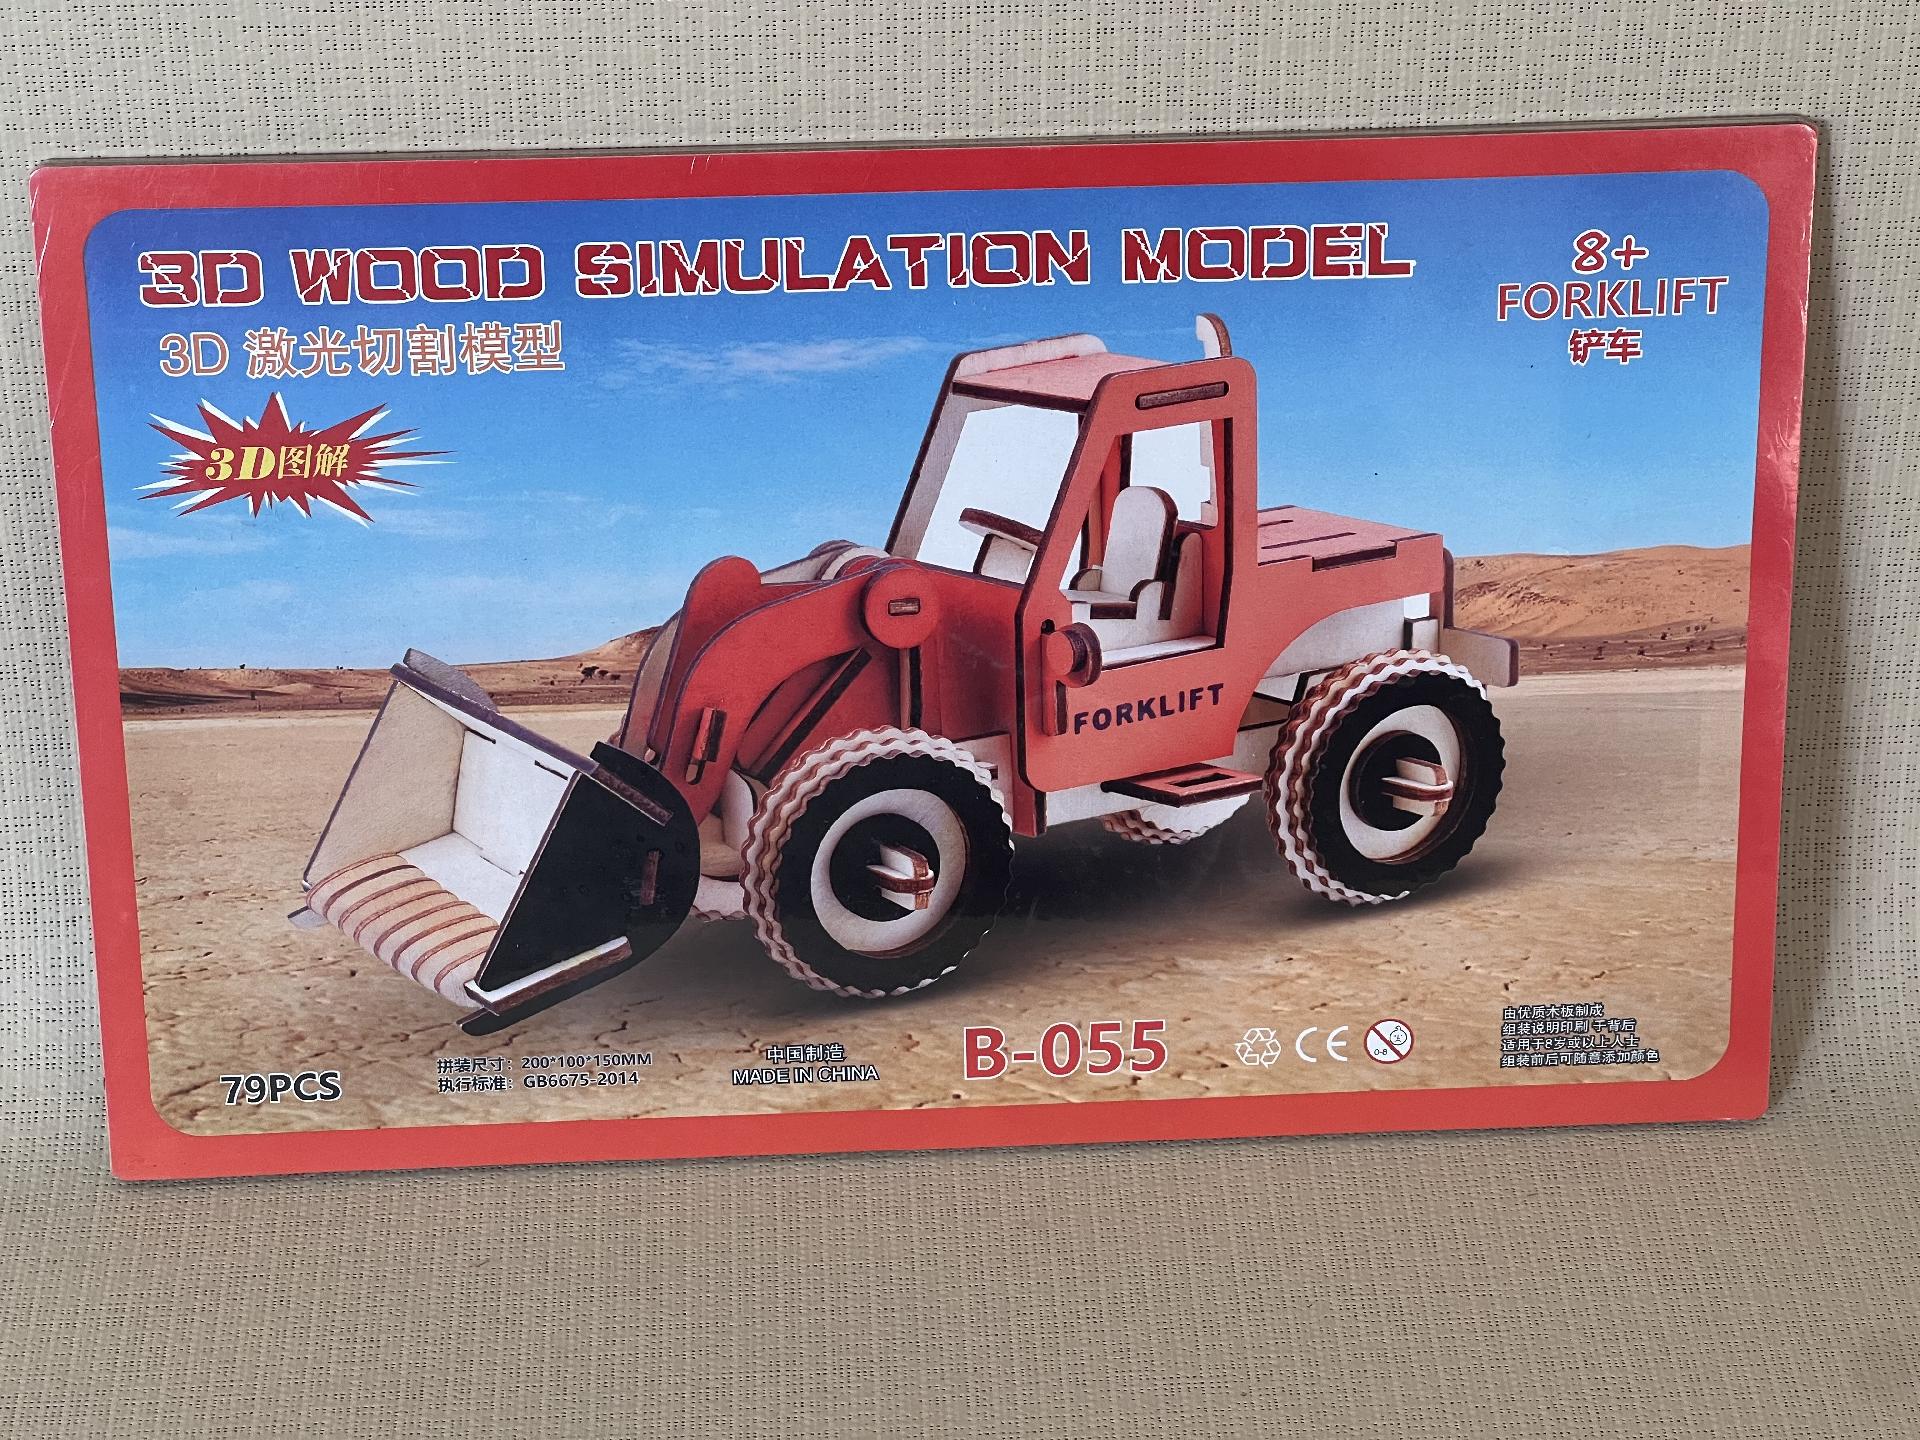 3D WOOD SIMULATION MODEL
3D 激光切割模型
3D图解
8+
FORKLIFT
铲车
FORKLIFT
79PCS
拼装尺寸：200*100*150MM
执行标准：GB6675-2014
中国制造
MADE IN CHINA
B-055
CE
0-8
由优质木板制成
组装说明印刷于背后
适用于8岁或以上人士
组装前后可随意添加颜色